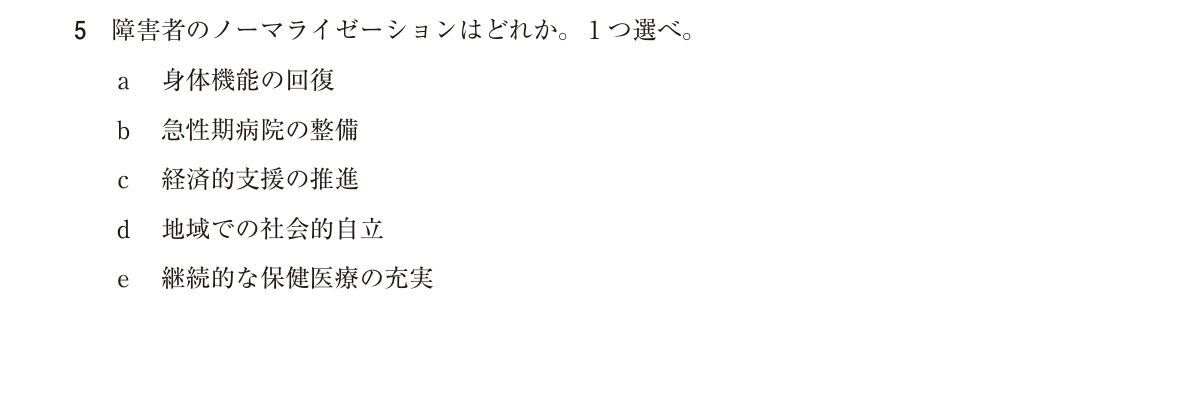 5 障害者のノーマライゼーションはどれか。1つ選べ。
a 身体機能の回復
b 急性期病院の整備
c 経済的支援の推進
d 地域での社会的自立
e 継続的な保健医療の充実